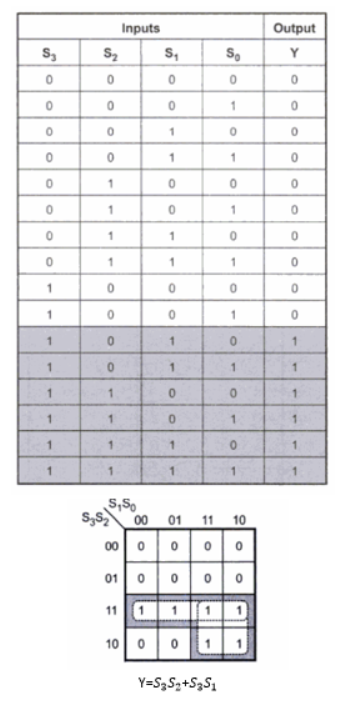 Inputs Output
S₃ S₂ S₁ S₀ Y
0 0 0 0 0
0 0 0 1 0
0 0 1 0 0
0 0 1 1 0
0 1 0 0 0
0 1 0 1 0
0 1 1 0 0
0 1 1 1 0
1 0 0 0 0
1 0 0 1 0
1 0 1 0 1
1 0 1 1 1
1 1 0 0 1
1 1 0 1 1
1 1 1 0 1
1 1 1 1 1
S₁S₀
S₃S₂ 00 01 11 10
00 0 0 0 0
01 0 0 0 0
11 1 1 1 1
10 0 0 1 1
Y=S₃S₂+S₃S₁